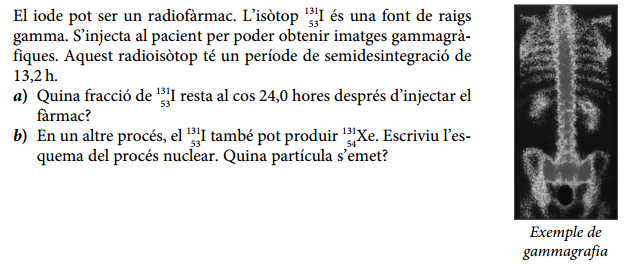 El iode pot ser un radiofàrmac. L’isòtop ¹³¹₅₃I és una font de raigs
gamma. S’injecta al pacient per poder obtenir imatges gammagrà-
fiques. Aquest radioisòtop té un període de semidesintegració de
13,2 h.
a) Quina fracció de ¹³¹₅₃I resta al cos 24,0 hores després d’injectar el
fàrmac?
b) En un altre procés, el ¹³¹₅₃I també pot produir ¹³¹₅₄Xe. Escriviu l’es-
quema del procés nuclear. Quina partícula s’emet?
Exemple de
gammagrafia